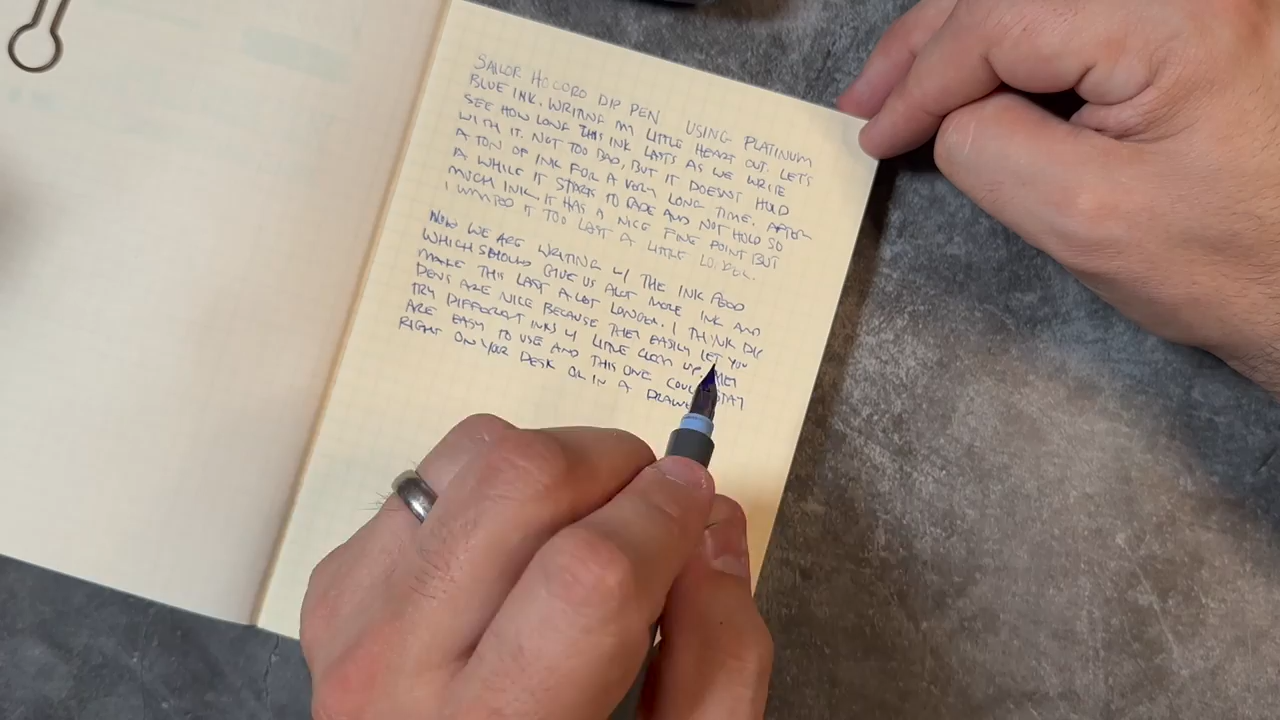 SAILOR HOCORO DIP PEN USING PLATINUM
BLUE INK. WRITING MY LITTLE HEART OUT. LET'S
SEE HOW LONG THIS INK LASTS AS WE WRITE
WITH IT. NOT TOO BAD, BUT IT DOESN'T HOLD
A TON OF INK FOR A VERY LONG TIME. AFTER
A WHILE IT STARTS TO FADE AND NOT HOLD SO
MUCH INK. IT HAS A NICE FINE POINT BUT
I WANTED IT TOO LAST A LITTLE LONGER.
NOW WE ARE WRITING W/ THE INK FEED
WHICH SHOULD GIVE US ALOT MORE INK AND
MAKE THIS LAST A LOT LONGER. I THINK DIP
PENS ARE NICE BECAUSE THEY EASILY LET YOU
TRY DIFFERENT INKS W/ LITTLE CLEAN UP. THEY
ARE EASY TO USE AND THIS ONE STAY
RIGHT ON YOUR DESK OR IN A